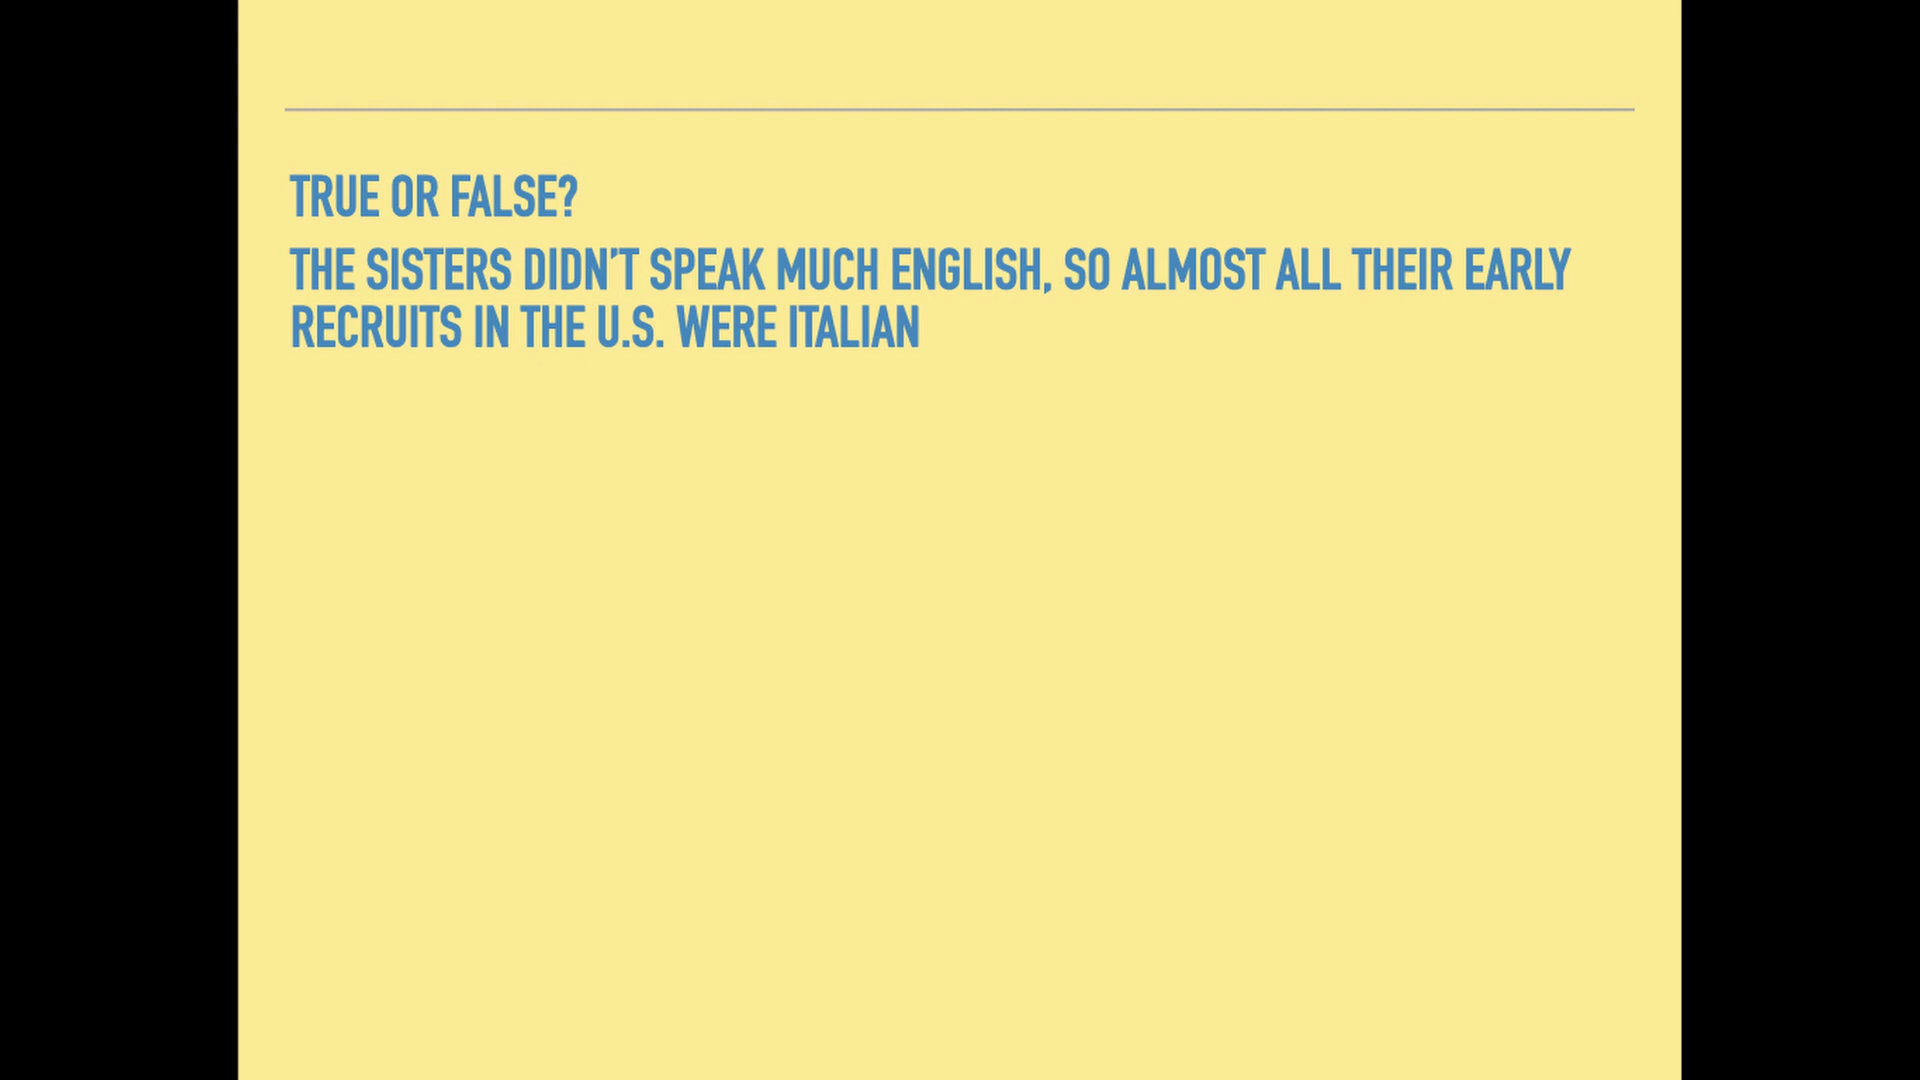 TRUE OR FALSE?
THE SISTERS DIDN’T SPEAK MUCH ENGLISH, SO ALMOST ALL THEIR EARLY
RECRUITS IN THE U.S. WERE ITALIAN